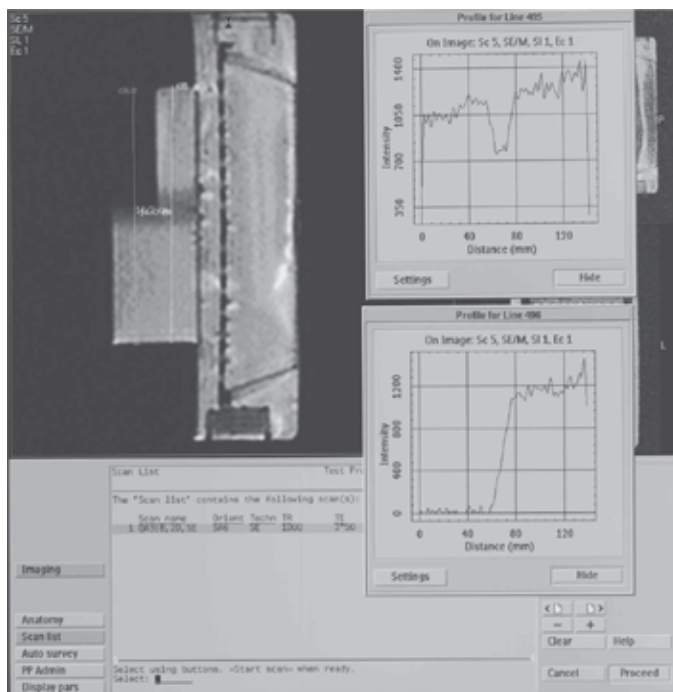 Sc 5
SE/M
SL 1
Ec 1
Profile for Line 495
On Image: Sc 5, SE/M, Sl 1, Ec 1
Intensity
1400
1050
700
350
0 40 80 120
Distance (mm)
Settings Hide
Profile for Line 496
On Image: Sc 5, SE/M, Sl 1, Ec 1
Intensity
1200
800
400
0
0 40 80 120
Distance (mm)
Settings Hide
L
Scan List
The "Scan list" contains the following scan(s):
Scan name Orient Techn TR TE
1 SAG SE 1000 2*50
Imaging
Anatomy
Scan list
Auto survey
PP Admin
Display pars
Select using buttons. <Start scan> when ready.
Select:
< >
- +
Clear Help
Cancel Proceed